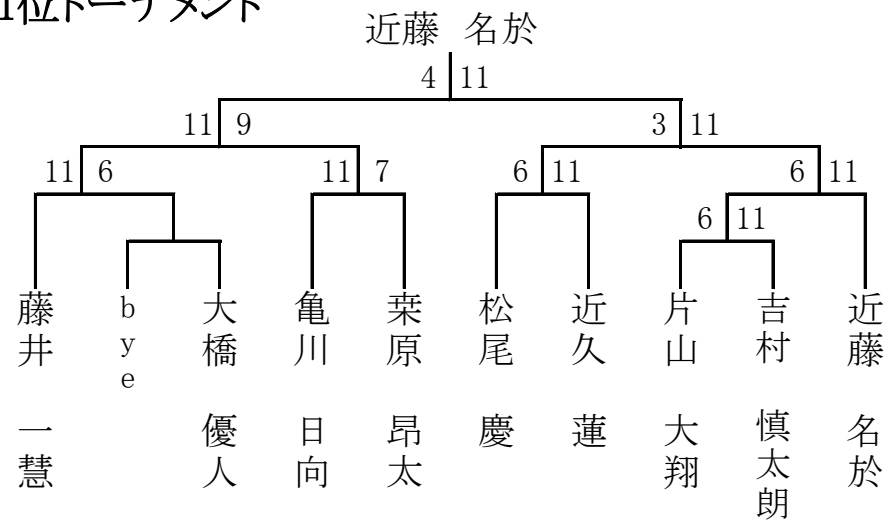 1位トーナメント
近藤 名於
4 11
11 9
3 11
11 6
11 7
6 11
6 11
6 11
藤井 一慧
bye
大橋 優人
亀川 日向
栞原 昂太
松尾 慶
近久 蓮
片山 大翔
吉村 慎太朗
近藤 名於